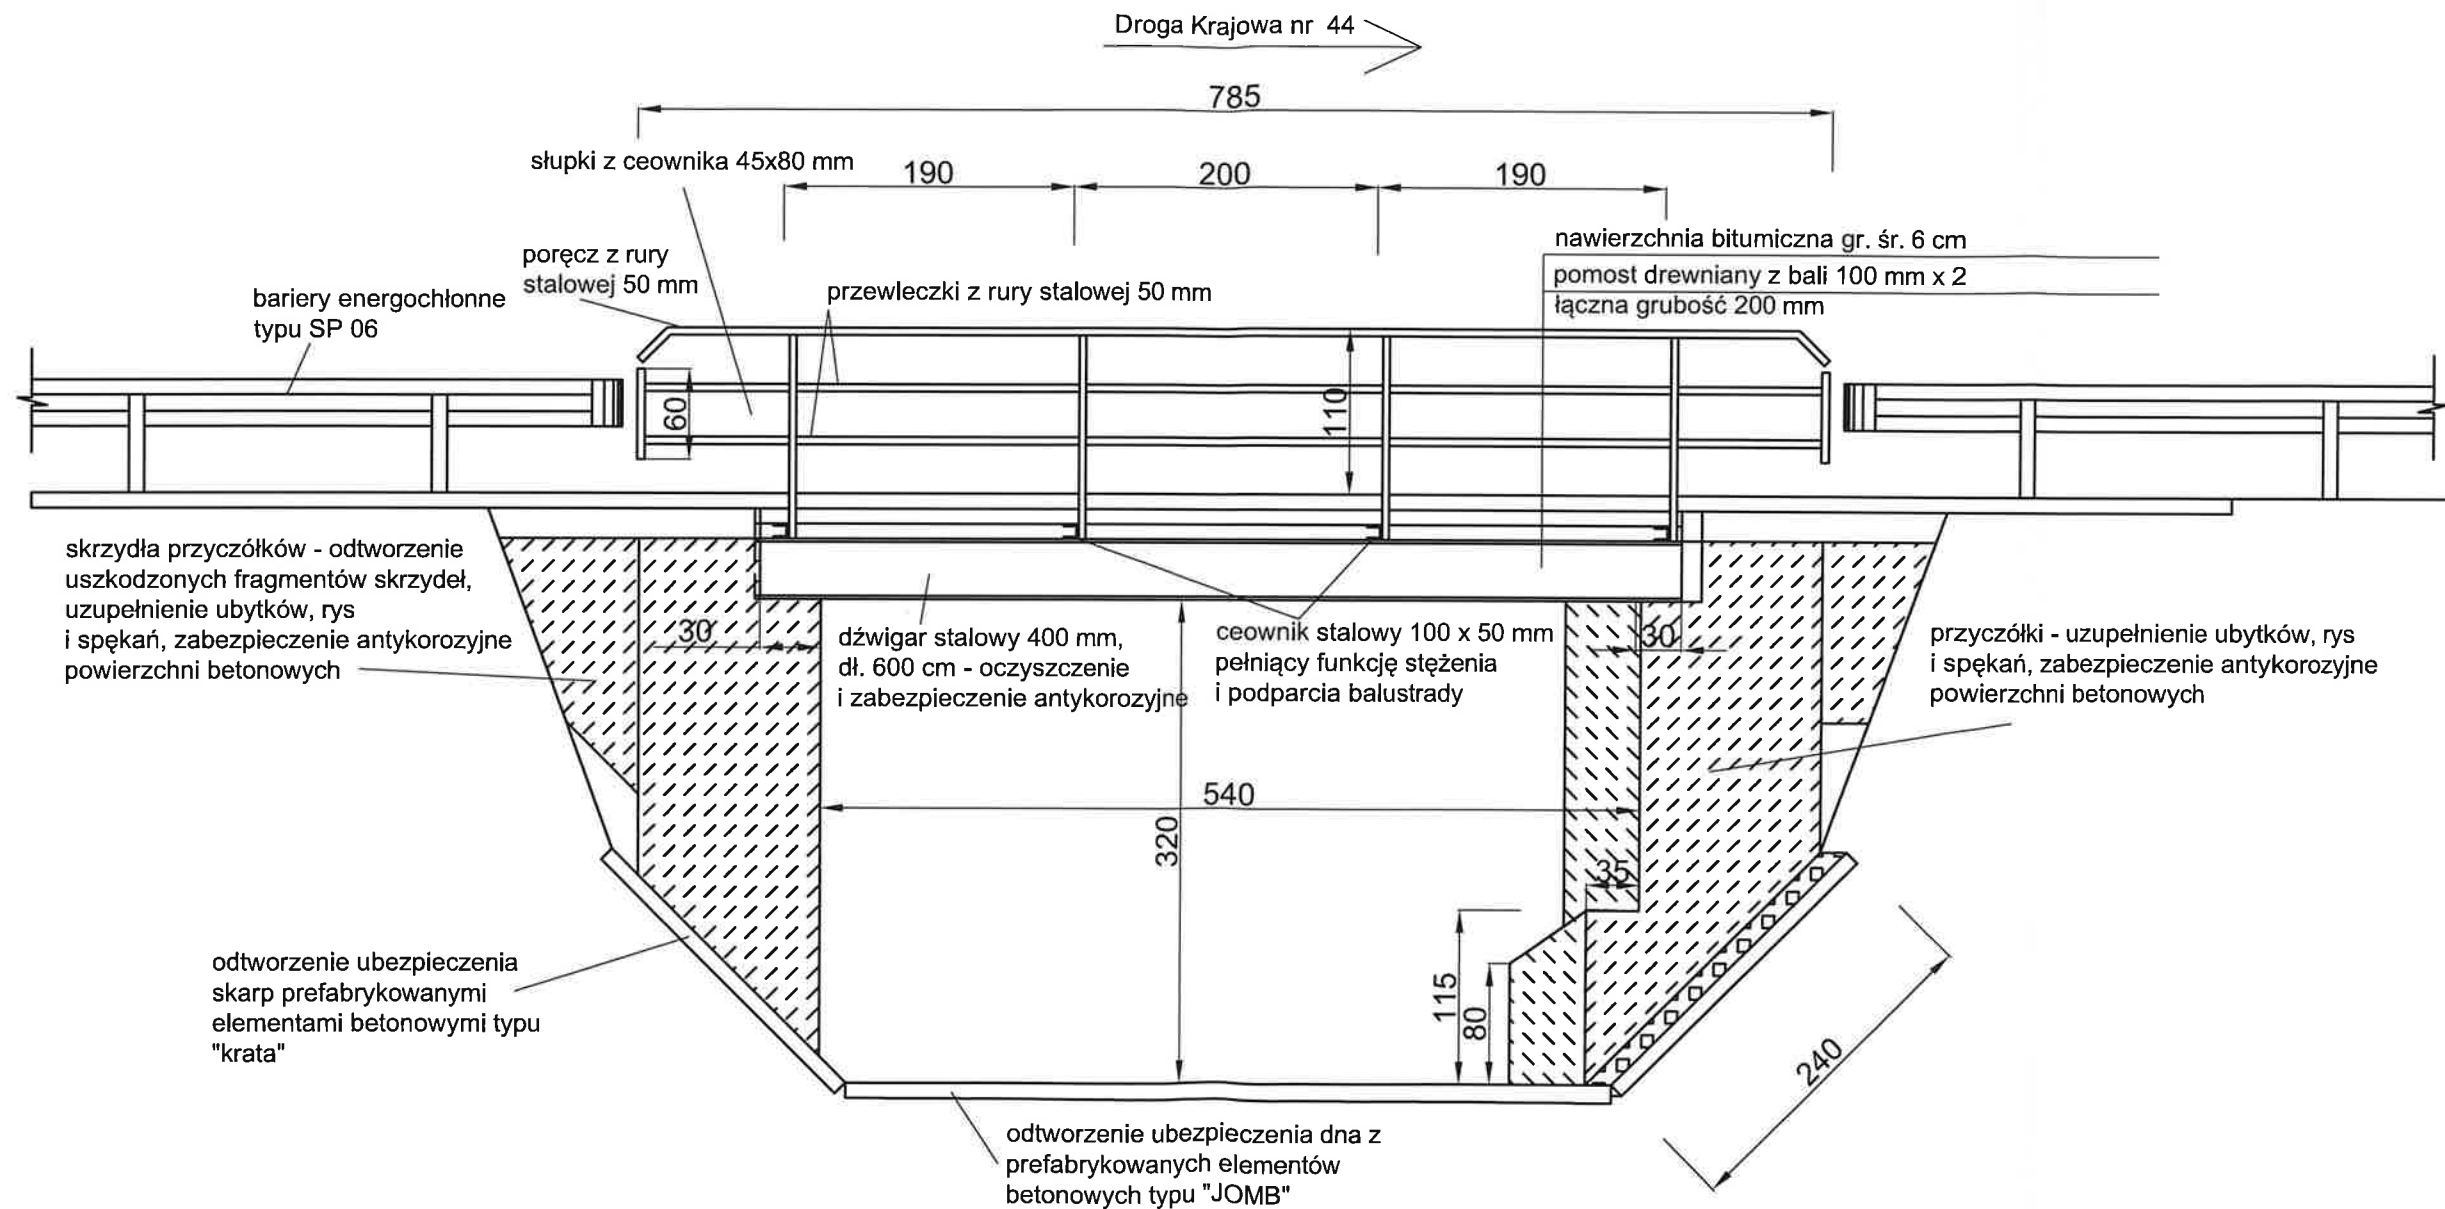 Droga Krajowa nr 44
785
słupki z ceownika 45x80 mm
190
200
190
nawierzchnia bitumiczna gr. śr. 6 cm
pomost drewniany z bali 100 mm x 2
łączna grubość 200 mm
poręcz z rury
stalowej 50 mm
przewleczki z rury stalowej 50 mm
bariery energochłonne
typu SP 06
60
110
skrzydła przyczółków - odtworzenie
uszkodzonych fragmentów skrzydeł,
uzupełnienie ubytków, rys
i spękań, zabezpieczenie antykorozyjne
powierzchni betonowych
30
dźwigar stalowy 400 mm,
dł. 600 cm - oczyszczenie
i zabezpieczenie antykorozyjne
ceownik stalowy 100 x 50 mm
pełniący funkcję stężenia
i podparcia balustrady
30
przyczółki - uzupełnienie ubytków, rys
i spękań, zabezpieczenie antykorozyjne
powierzchni betonowych
540
320
35
115
80
240
odtworzenie ubezpieczenia
skarp prefabrykowanymi
elementami betonowymi typu
"krata"
odtworzenie ubezpieczenia dna z
prefabrykowanych elementów
betonowych typu "JOMB"